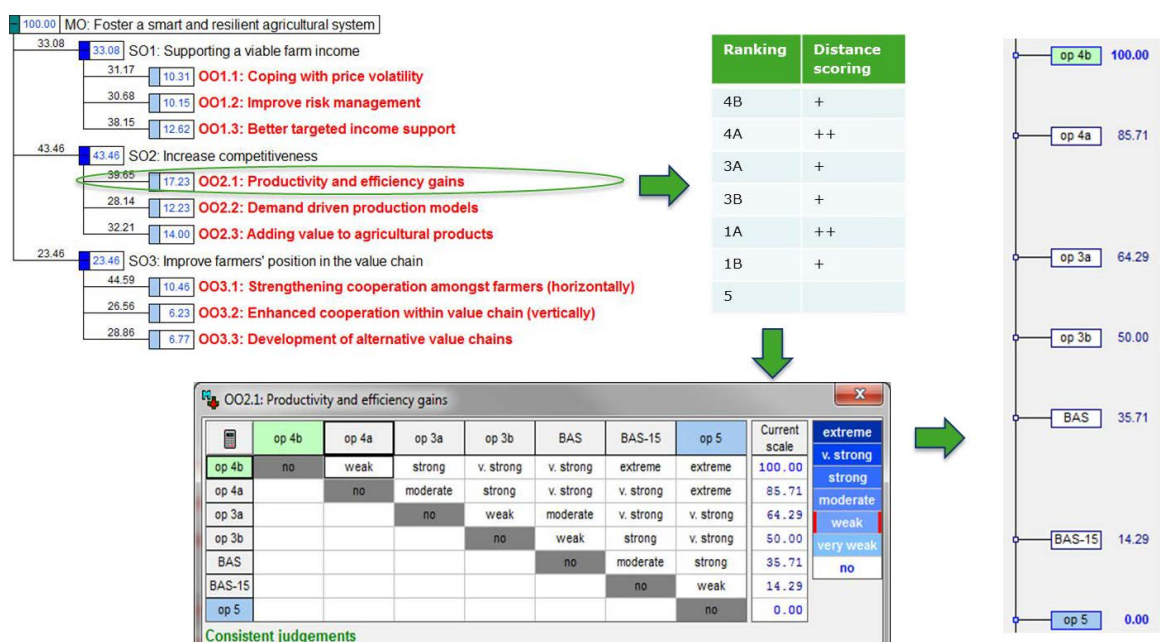 100.00 MO: Foster a smart and resilient agricultural system
33.08 33.08 SO1: Supporting a viable farm income
31.17 10.31 OO1.1: Coping with price volatility
30.68 10.15 OO1.2: Improve risk management
38.15 12.62 OO1.3: Better targeted income support
43.46 43.46 SO2: Increase competitiveness
39.65 17.23 OO2.1: Productivity and efficiency gains
28.14 12.23 OO2.2: Demand driven production models
32.21 14.00 OO2.3: Adding value to agricultural products
23.46 23.46 SO3: Improve farmers' position in the value chain
44.59 10.46 OO3.1: Strengthening cooperation amongst farmers (horizontally)
26.56 6.23 OO3.2: Enhanced cooperation within value chain (vertically)
28.86 6.77 OO3.3: Development of alternative value chains
Ranking Distance
scoring
4B +
4A ++
3A +
3B +
1A ++
1B +
5
OO2.1: Productivity and efficiency gains x
op 4b op 4a op 3a op 3b BAS BAS-15 op 5 Current
scale
op 4b no weak strong v. strong v. strong extreme extreme 100.00
op 4a no moderate strong v. strong v. strong extreme 85.71
op 3a no weak moderate v. strong v. strong 64.29
op 3b no weak strong v. strong 50.00
BAS no moderate strong 35.71
BAS-15 no weak 14.29
op 5 no 0.00
Consistent judgements
extreme
v. strong
strong
moderate
weak
very weak
no
op 4b 100.00
op 4a 85.71
op 3a 64.29
op 3b 50.00
BAS 35.71
BAS-15 14.29
op 5 0.00